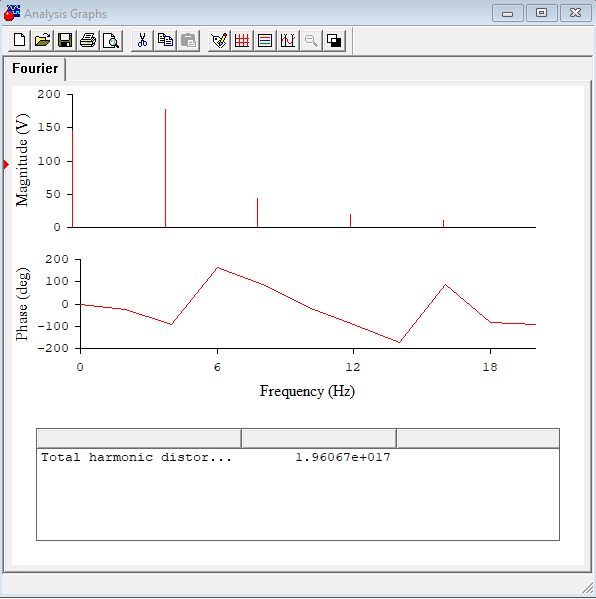 Analysis Graphs
Fourier
Magnitude (V)
200
150
100
50
0
Phase (deg)
200
100
0
-100
-200
0 6 12 18
Frequency (Hz)
Total harmonic distor... 1.96067e+017